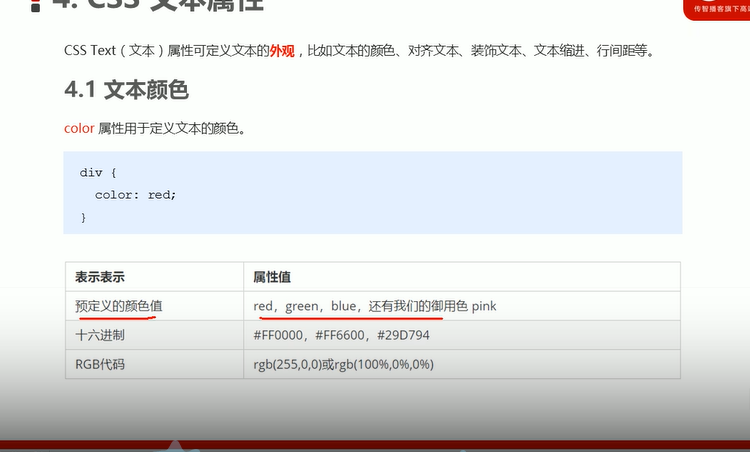 4. CSS 文本属性
传智播客旗下高
CSS Text（文本）属性可定义文本的外观，比如文本的颜色、对齐文本、装饰文本、文本缩进、行间距等。
4.1 文本颜色
color 属性用于定义文本的颜色。
div {
color: red;
}
表示表示 属性值
预定义的颜色值 red，green，blue，还有我们的御用色 pink
十六进制 #FF0000，#FF6600，#29D794
RGB代码 rgb(255,0,0)或rgb(100%,0%,0%)